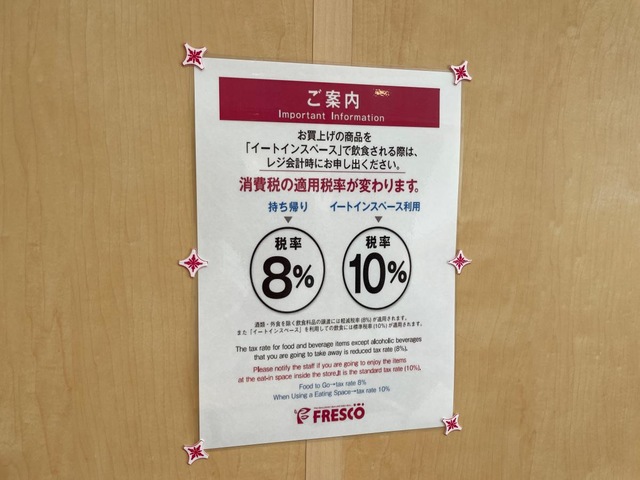 ご案内
Important Information
お買上げの商品を
「イートインスペース」で飲食される際は、
レジ会計時にお申し出ください。
消費税の適用税率が変わります。
持ち帰り イートインスペース利用
税率 税率
8% 10%
酒類・外食を除く飲食料品の譲渡には軽減税率(8%)が適用されます。
また「イートインスペース」を利用しての飲食には標準税率(10%)が適用されます。
The tax rate for food and beverage items except alcoholic beverages
that you are going to take away is reduced tax rate (8%).
Please notify the staff if you are going to enjoy the items
at the eat-in space inside the store,it is the standard tax rate (10%).
Food to Go→tax rate 8%
When Using a Eating Space→tax rate 10%
FRESCO